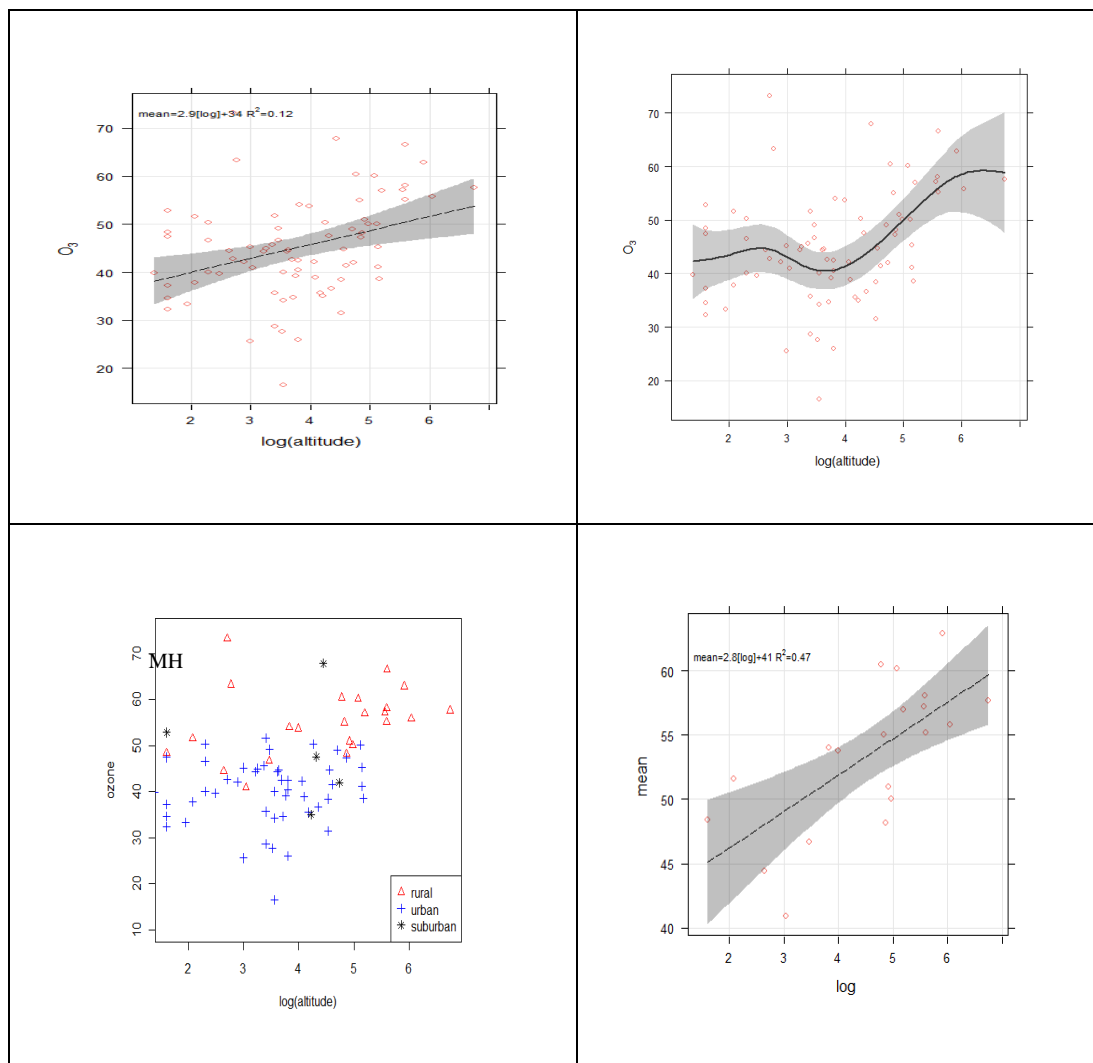 mean=2.9[log]+34 R²=0.12
O₃
70
60
50
40
30
20
2 3 4 5 6
log(altitude)
O₃
70
60
50
40
30
20
2 3 4 5 6
log(altitude)
MH
ozone
70
60
50
40
30
20
10
rural
urban
suburban
2 3 4 5 6
log(altitude)
mean=2.8[log]+41 R²=0.47
mean
60
55
50
45
40
2 3 4 5 6
log